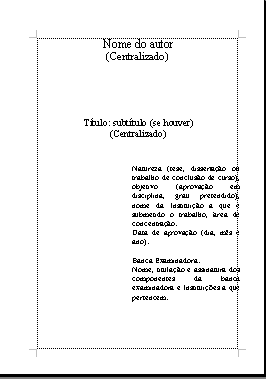 Nome do autor
(Centralizado)
Título: subtítulo (se houver)
(Centralizado)
Natureza (tese, dissertação ou
trabalho de conclusão de curso),
objetivo (aprovação em
disciplina, grau pretendido),
nome da instituição a que é
submetido o trabalho, área de
concentração.
Data de aprovação (dia, mês e
ano).
Banca Examinadora.
Nome, titulação e assinatura dos
componentes da banca
examinadora e instituições a que
pertencem.